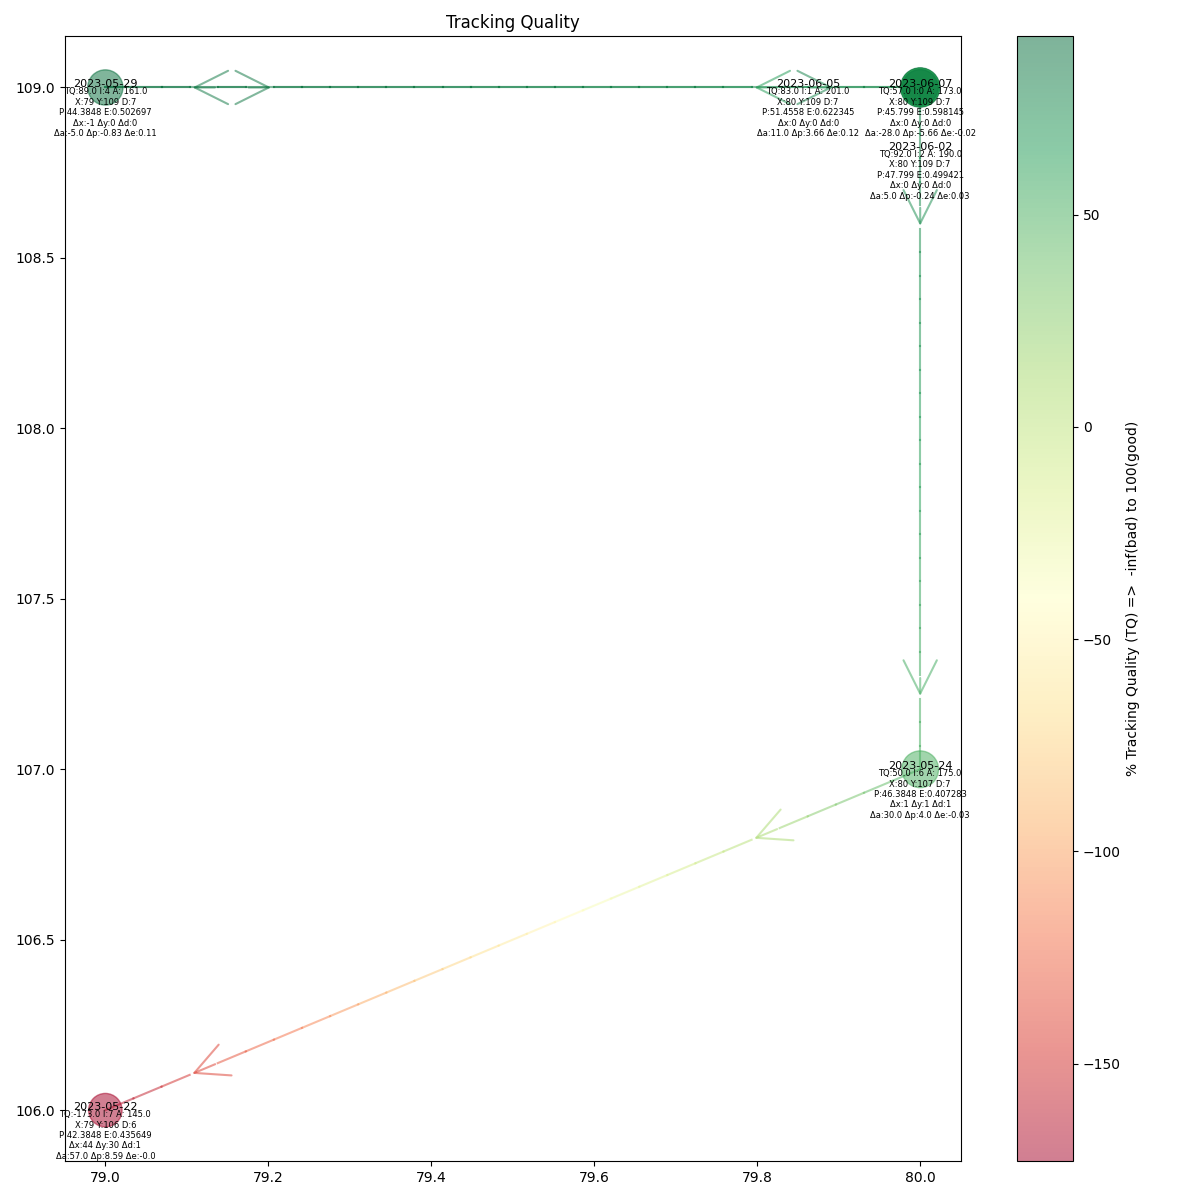 Tracking Quality
2023-05-29
TQ:89.0 I:4 A: 161.0
X:79 Y:109 D:7
P:44.3848 E:0.502697
Δx:-1 Δy:0 Δd:0
Δa:-5.0 Δp:-0.83 Δe:0.11
2023-06-05
TQ:83.0 I:1 A: 201.0
X:80 Y:109 D:7
P:51.4558 E:0.622345
Δx:0 Δy:0 Δd:0
Δa:11.0 Δp:3.66 Δe:0.12
2023-06-07
X:80 Y:109 D:7
P:45.799 E:0.598145
Δx:0 Δy:0 Δd:0
Δa:-28.0 Δp:-5.66 Δe:-0.02
2023-06-02
TQ:92.0 I:2 A: 190.0
X:80 Y:109 D:7
P:47.799 E:0.499421
Δx:0 Δy:0 Δd:0
Δa:5.0 Δp:-0.24 Δe:0.03
2023-05-24
TQ:50.0 I:6 A: 175.0
X:80 Y:107 D:7
P:46.3848 E:0.407283
Δx:1 Δy:1 Δd:1
Δa:30.0 Δp:4.0 Δe:-0.03
2023-05-22
TQ:-173.0 I:7 A: 145.0
X:79 Y:106 D:6
P:42.3848 E:0.435649
Δx:44 Δy:30 Δd:1
Δa:57.0 Δp:8.59 Δe:-0.0
109.0
108.5
108.0
107.5
107.0
106.5
106.0
79.0
79.2
79.4
79.6
79.8
80.0
50
0
−50
−100
−150
% Tracking Quality (TQ) => -inf(bad) to 100(good)